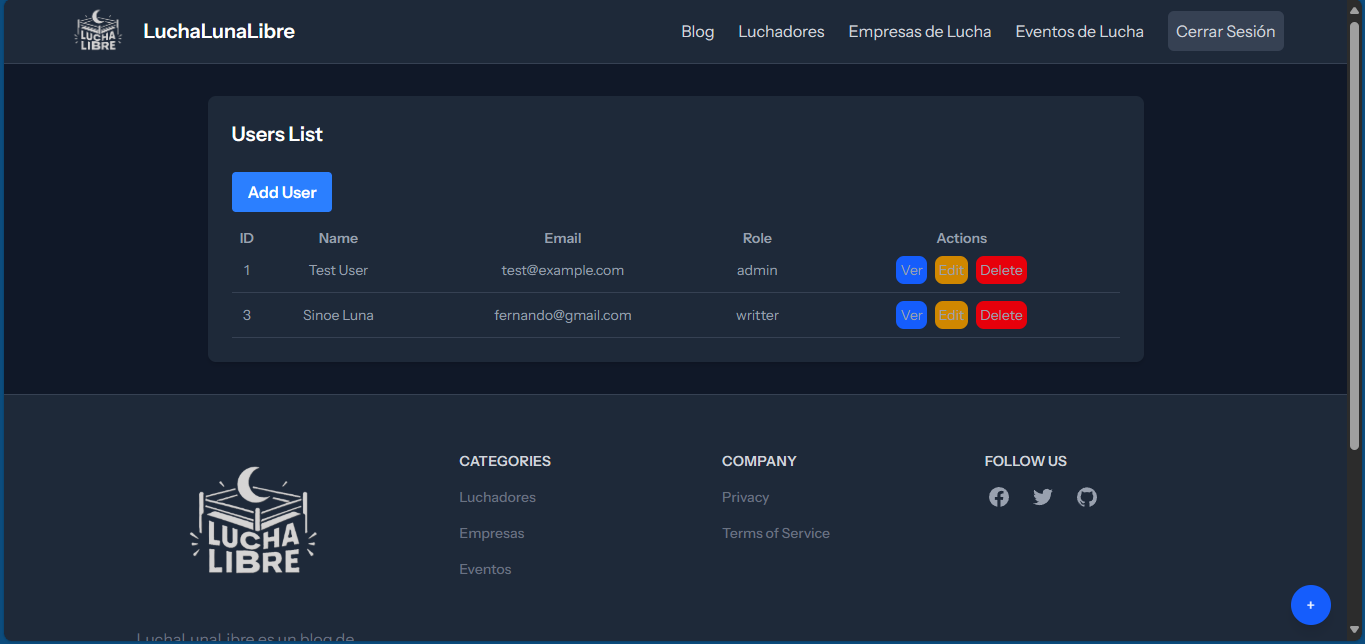 LUCHA
LIBRE
LuchaLunaLibre
Blog
Luchadores
Empresas de Lucha
Eventos de Lucha
Cerrar Sesión
Users List
Add User
ID Name Email Role Actions
1 Test User test@example.com admin Ver Edit Delete
3 Sinoe Luna fernando@gmail.com writter Ver Edit Delete
LUCHA
LIBRE
CATEGORIES
Luchadores
Empresas
Eventos
COMPANY
Privacy
Terms of Service
FOLLOW US
+
LuchaLunaLibre es un blog de